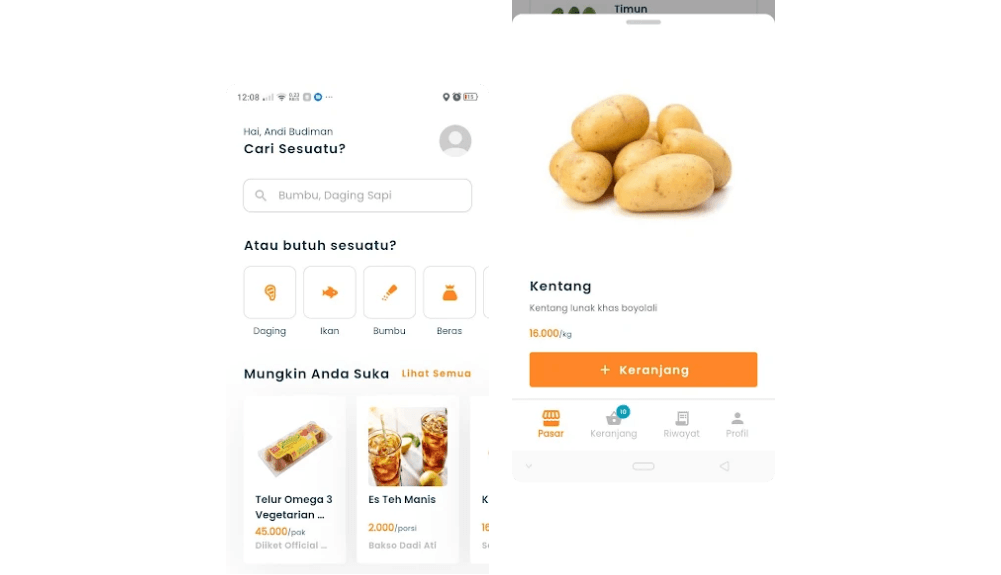 12:08
Hai, Andi Budiman
Cari Sesuatu?
Bumbu, Daging Sapi
Atau butuh sesuatu?
Daging
Ikan
Bumbu
Beras
Mungkin Anda Suka
Lihat Semua
Telur Omega 3
Vegetarian ...
45.000/pak
Diiket Official ...
Es Teh Manis
2.000/porsi
Bakso Dadi Ati
K
16
Timun
Kentang
Kentang lunak khas boyolali
16.000/kg
+ Keranjang
Pasar
10
Keranjang
Riwayat
Profil